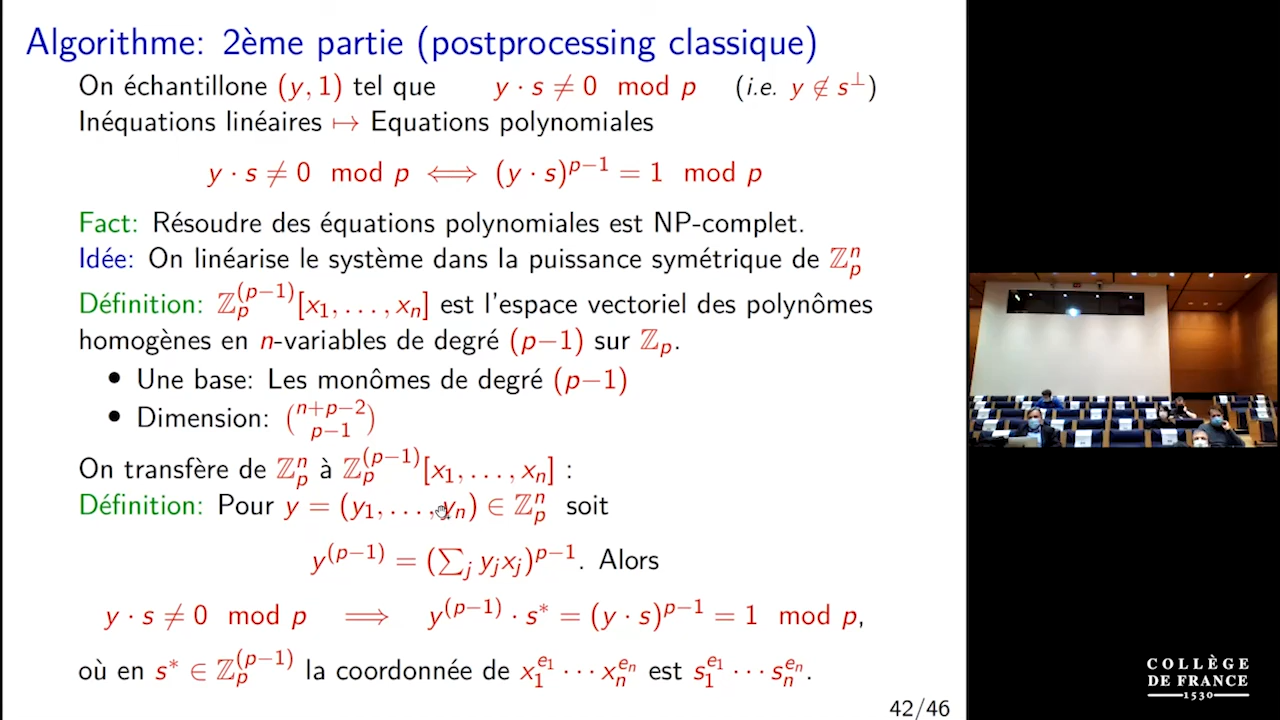 Algorithme: 2ème partie (postprocessing classique)
On échantillone (y, 1) tel que y · s ≠ 0 mod p (i.e. y ∉ s⊥)
Inéquations linéaires ↦ Equations polynomiales
y · s ≠ 0 mod p ⟺ (y · s)^{p−1} = 1 mod p
Fact: Résoudre des équations polynomiales est NP-complet.
Idée: On linéarise le système dans la puissance symétrique de ℤ_p^n
Définition: ℤ_p^{(p−1)}[x_1, . . . , x_n] est l'espace vectoriel des polynômes
homogènes en n-variables de degré (p−1) sur ℤ_p.
• Une base: Les monômes de degré (p−1)
• Dimension: \binom{n+p−2}{p−1}
On transfère de ℤ_p^n à ℤ_p^{(p−1)}[x_1, . . . , x_n] :
Définition: Pour y = (y_1, . . . , y_n) ∈ ℤ_p^n soit
y^{(p−1)} = (∑_j y_j x_j)^{p−1}. Alors
y · s ≠ 0 mod p ⟹ y^{(p−1)} · s^* = (y · s)^{p−1} = 1 mod p,
où en s^* ∈ ℤ_p^{(p−1)} la coordonnée de x_1^{e_1} · · · x_n^{e_n} est s_1^{e_1} · · · s_n^{e_n}.
42/46
COLLÈGE
DE FRANCE
1530